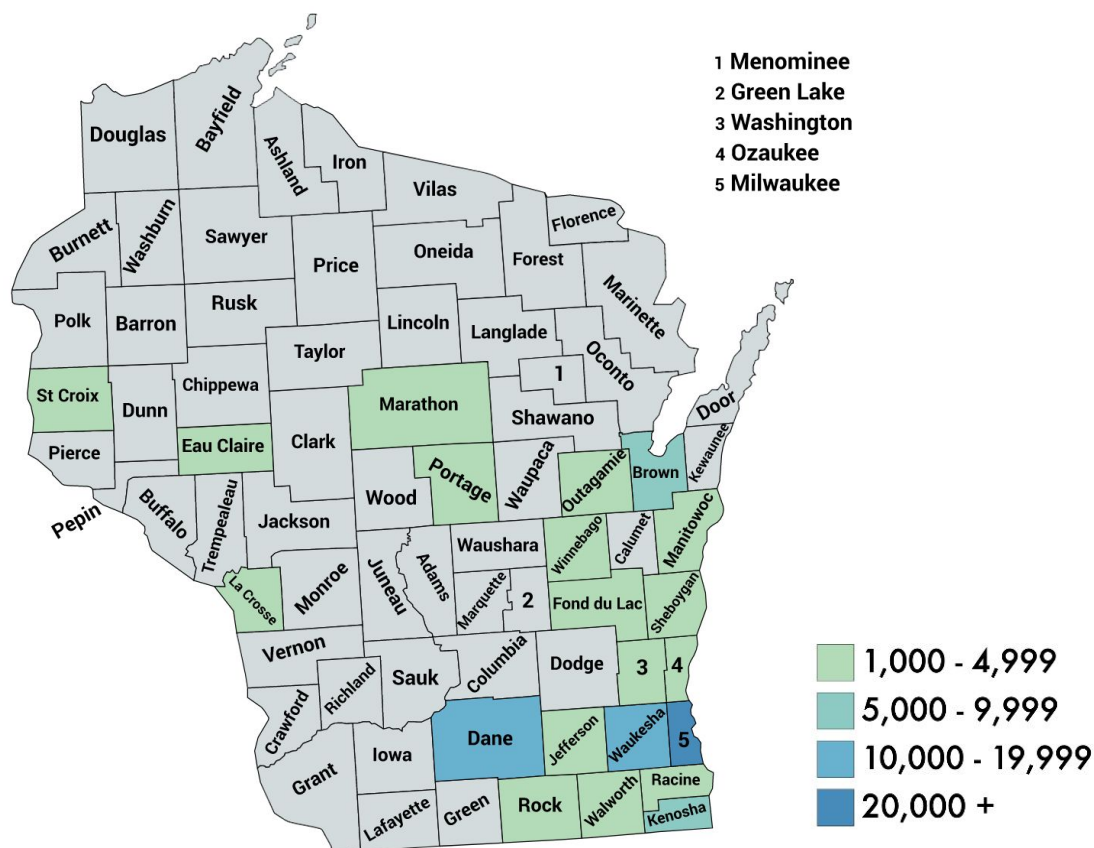 1 Menominee
2 Green Lake
3 Washington
4 Ozaukee
5 Milwaukee
Douglas
Bayfield
Ashland
Iron
Vilas
Florence
Burnett
Washburn
Sawyer
Price
Oneida
Forest
Marinette
Polk
Barron
Rusk
Taylor
Lincoln
Langlade
Oconto
1
St Croix
Dunn
Chippewa
Marathon
Shawano
Door
Pierce
Eau Claire
Clark
Portage
Waupaca
Outagamie
Brown
Kewaunee
Wood
Pepin
Buffalo
Trempealeau
Jackson
Waushara
Winnebago
Calumet
Manitowoc
La Crosse
Monroe
Juneau
Adams
Marquette
2
Fond du Lac
Sheboygan
Vernon
Richland
Sauk
Columbia
Dodge
3
4
Crawford
Grant
Iowa
Dane
Jefferson
Waukesha
5
Lafayette
Green
Rock
Walworth
Racine
Kenosha
1,000 - 4,999
5,000 - 9,999
10,000 - 19,999
20,000 +